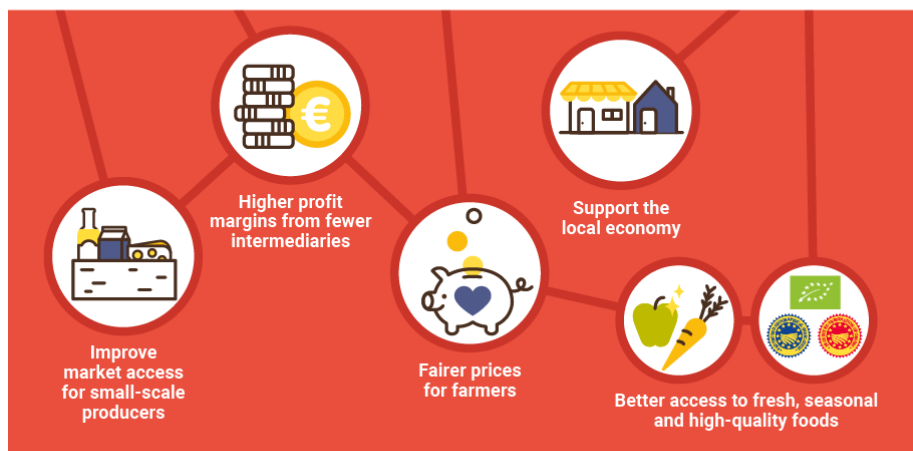 €
Higher profit
margins from fewer
intermediaries
Support the
local economy
Improve
market access
for small-scale
producers
Fairer prices
for farmers
Better access to fresh, seasonal
and high-quality foods